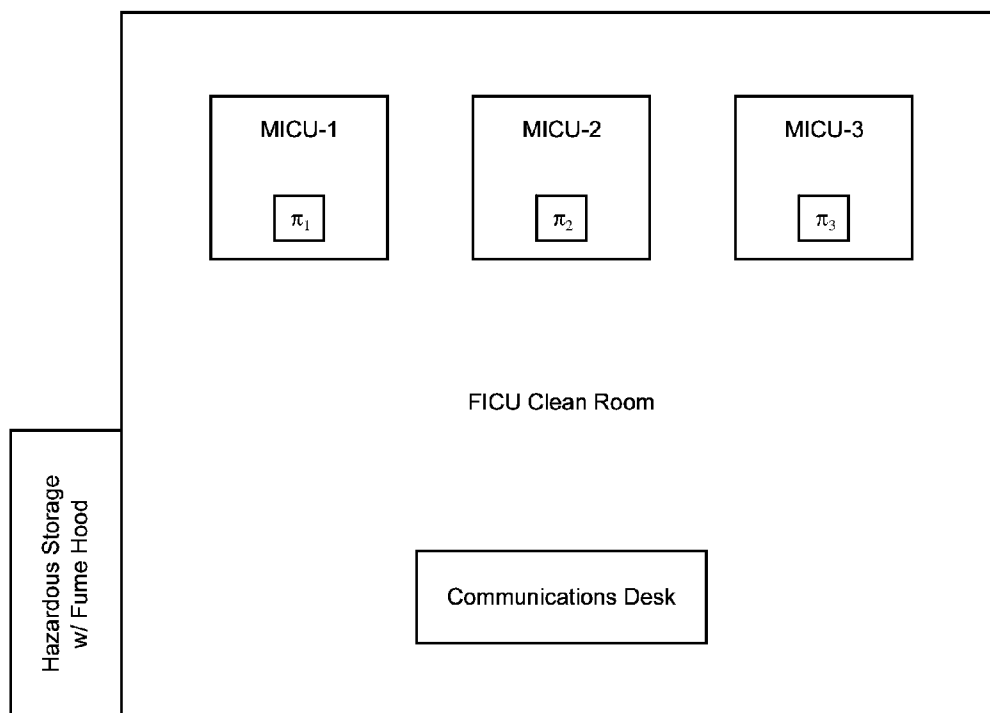 MICU-1
MICU-2
MICU-3
π₁
π₂
π₃
FICU Clean Room
Hazardous Storage
w/ Fume Hood
Communications Desk